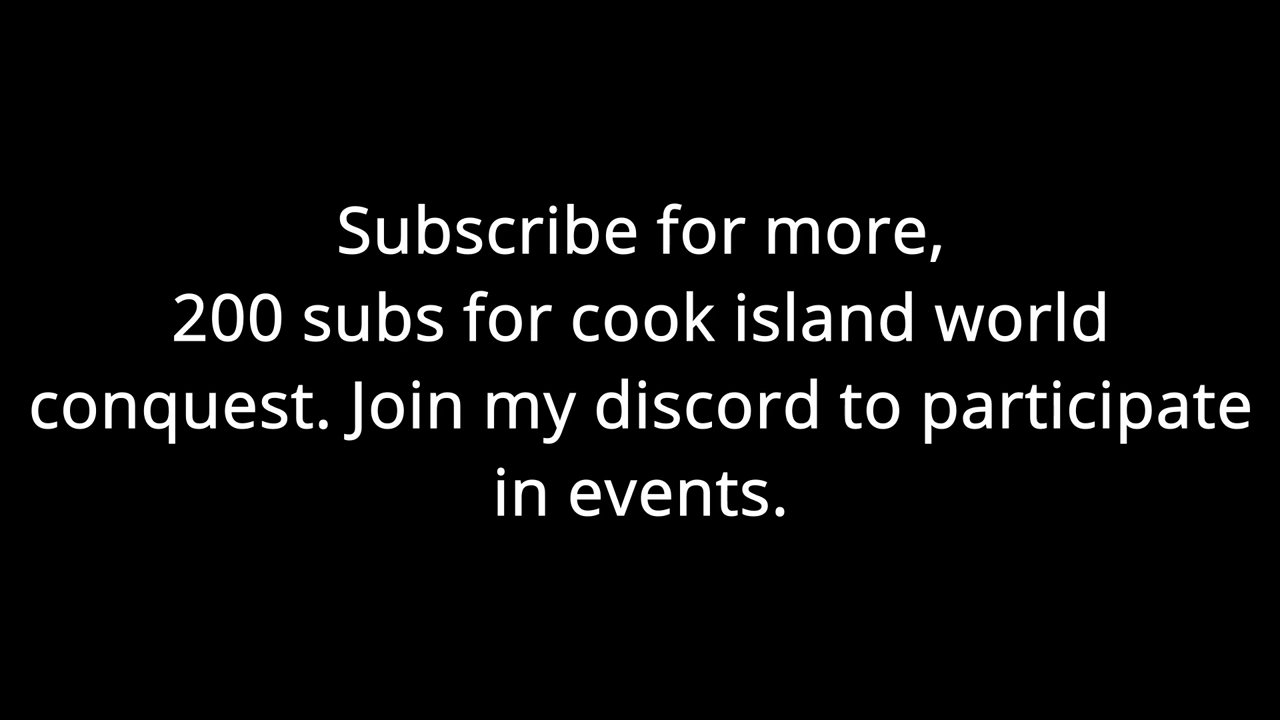 Subscribe for more,
200 subs for cook island world
conquest. Join my discord to participate
in events.